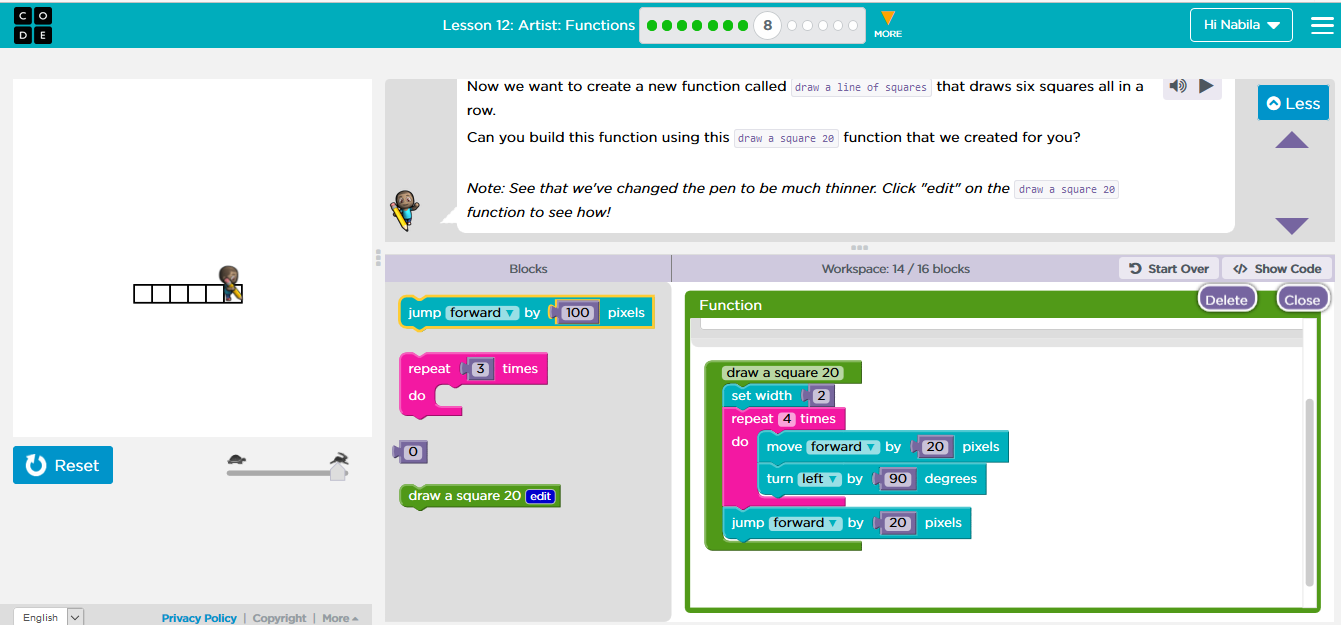 C O
D E
Lesson 12: Artist: Functions
8
MORE
Hi Nabila
Now we want to create a new function called draw a line of squares that draws six squares all in a
row.
Can you build this function using this draw a square 20 function that we created for you?
Note: See that we've changed the pen to be much thinner. Click "edit" on the draw a square 20
function to see how!
Less
Blocks
Workspace: 14 / 16 blocks
Start Over
</> Show Code
jump forward by 100 pixels
repeat 3 times
do
0
draw a square 20 edit
Function
Delete
Close
draw a square 20
set width 2
repeat 4 times
do
move forward by 20 pixels
turn left by 90 degrees
jump forward by 20 pixels
Reset
English
Privacy Policy | Copyright | More